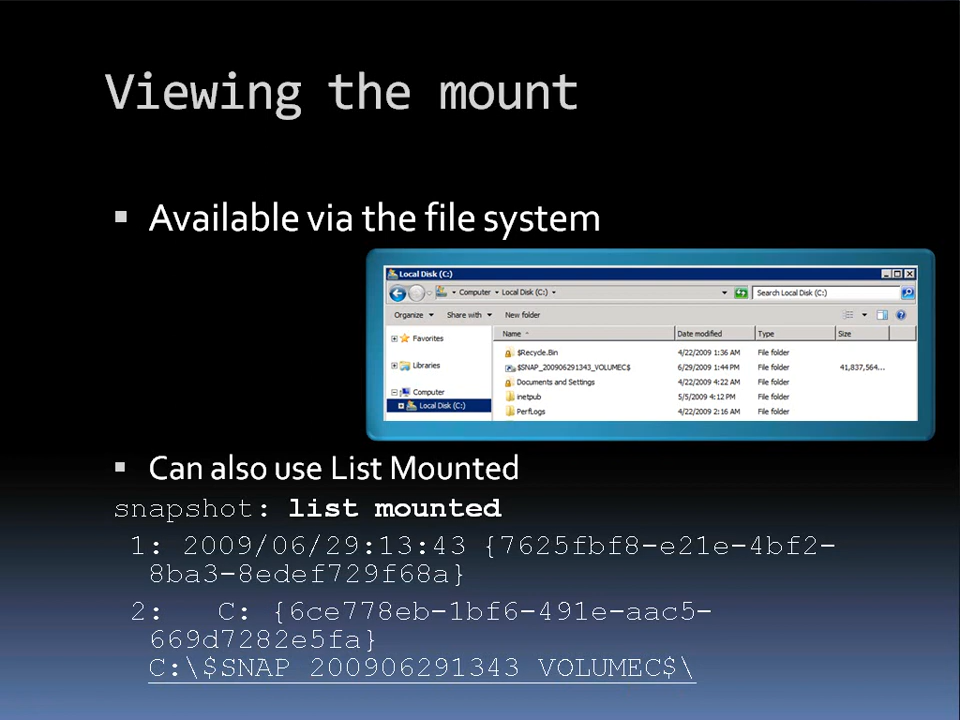 Viewing the mount
Available via the file system
Local Disk (C:)
Computer Local Disk (C:) Search Local Disk (C:)
Organize Share with New folder
Name Date modified Type Size
Favorites
Libraries
Computer
Local Disk (C:)
$Recycle.Bin 4/22/2009 1:36 AM File folder
$SNAP_200906291343_VOLUMEC$ 6/29/2009 1:44 PM File folder 41,837,564...
Documents and Settings 4/22/2009 4:22 AM File folder
inetpub 5/5/2009 4:12 PM File folder
PerfLogs 4/22/2009 2:16 AM File folder
Can also use List Mounted
snapshot: list mounted
1: 2009/06/29:13:43 {7625fbf8-e21e-4bf2-
8ba3-8edef729f68a}
2: C: {6ce778eb-1bf6-491e-aac5-
669d7282e5fa}
C:\$SNAP_200906291343_VOLUMEC$\